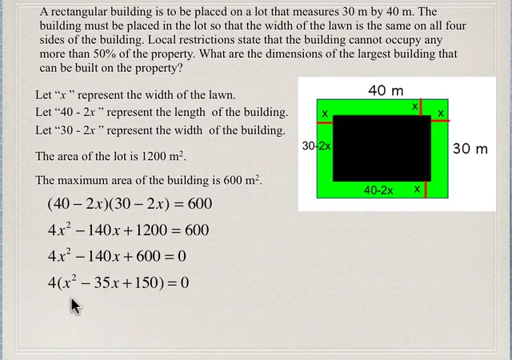 A rectangular building is to be placed on a lot that measures 30 m by 40 m. The
building must be placed in the lot so that the width of the lawn is the same on all four
sides of the building. Local restrictions state that the building cannot occupy any
more than 50% of the property. What are the dimensions of the largest building that
can be built on the property?
Let “x ” represent the width of the lawn.
Let “40 - 2x ” represent the length of the building.
Let “30 - 2x ” represent the width of the building.
The area of the lot is 1200 m².
The maximum area of the building is 600 m².
(40 − 2x)(30 − 2x) = 600
4x² − 140x + 1200 = 600
4x² − 140x + 600 = 0
4(x² − 35x + 150) = 0
40 m
x
x
x
30-2x
30 m
40-2x
x